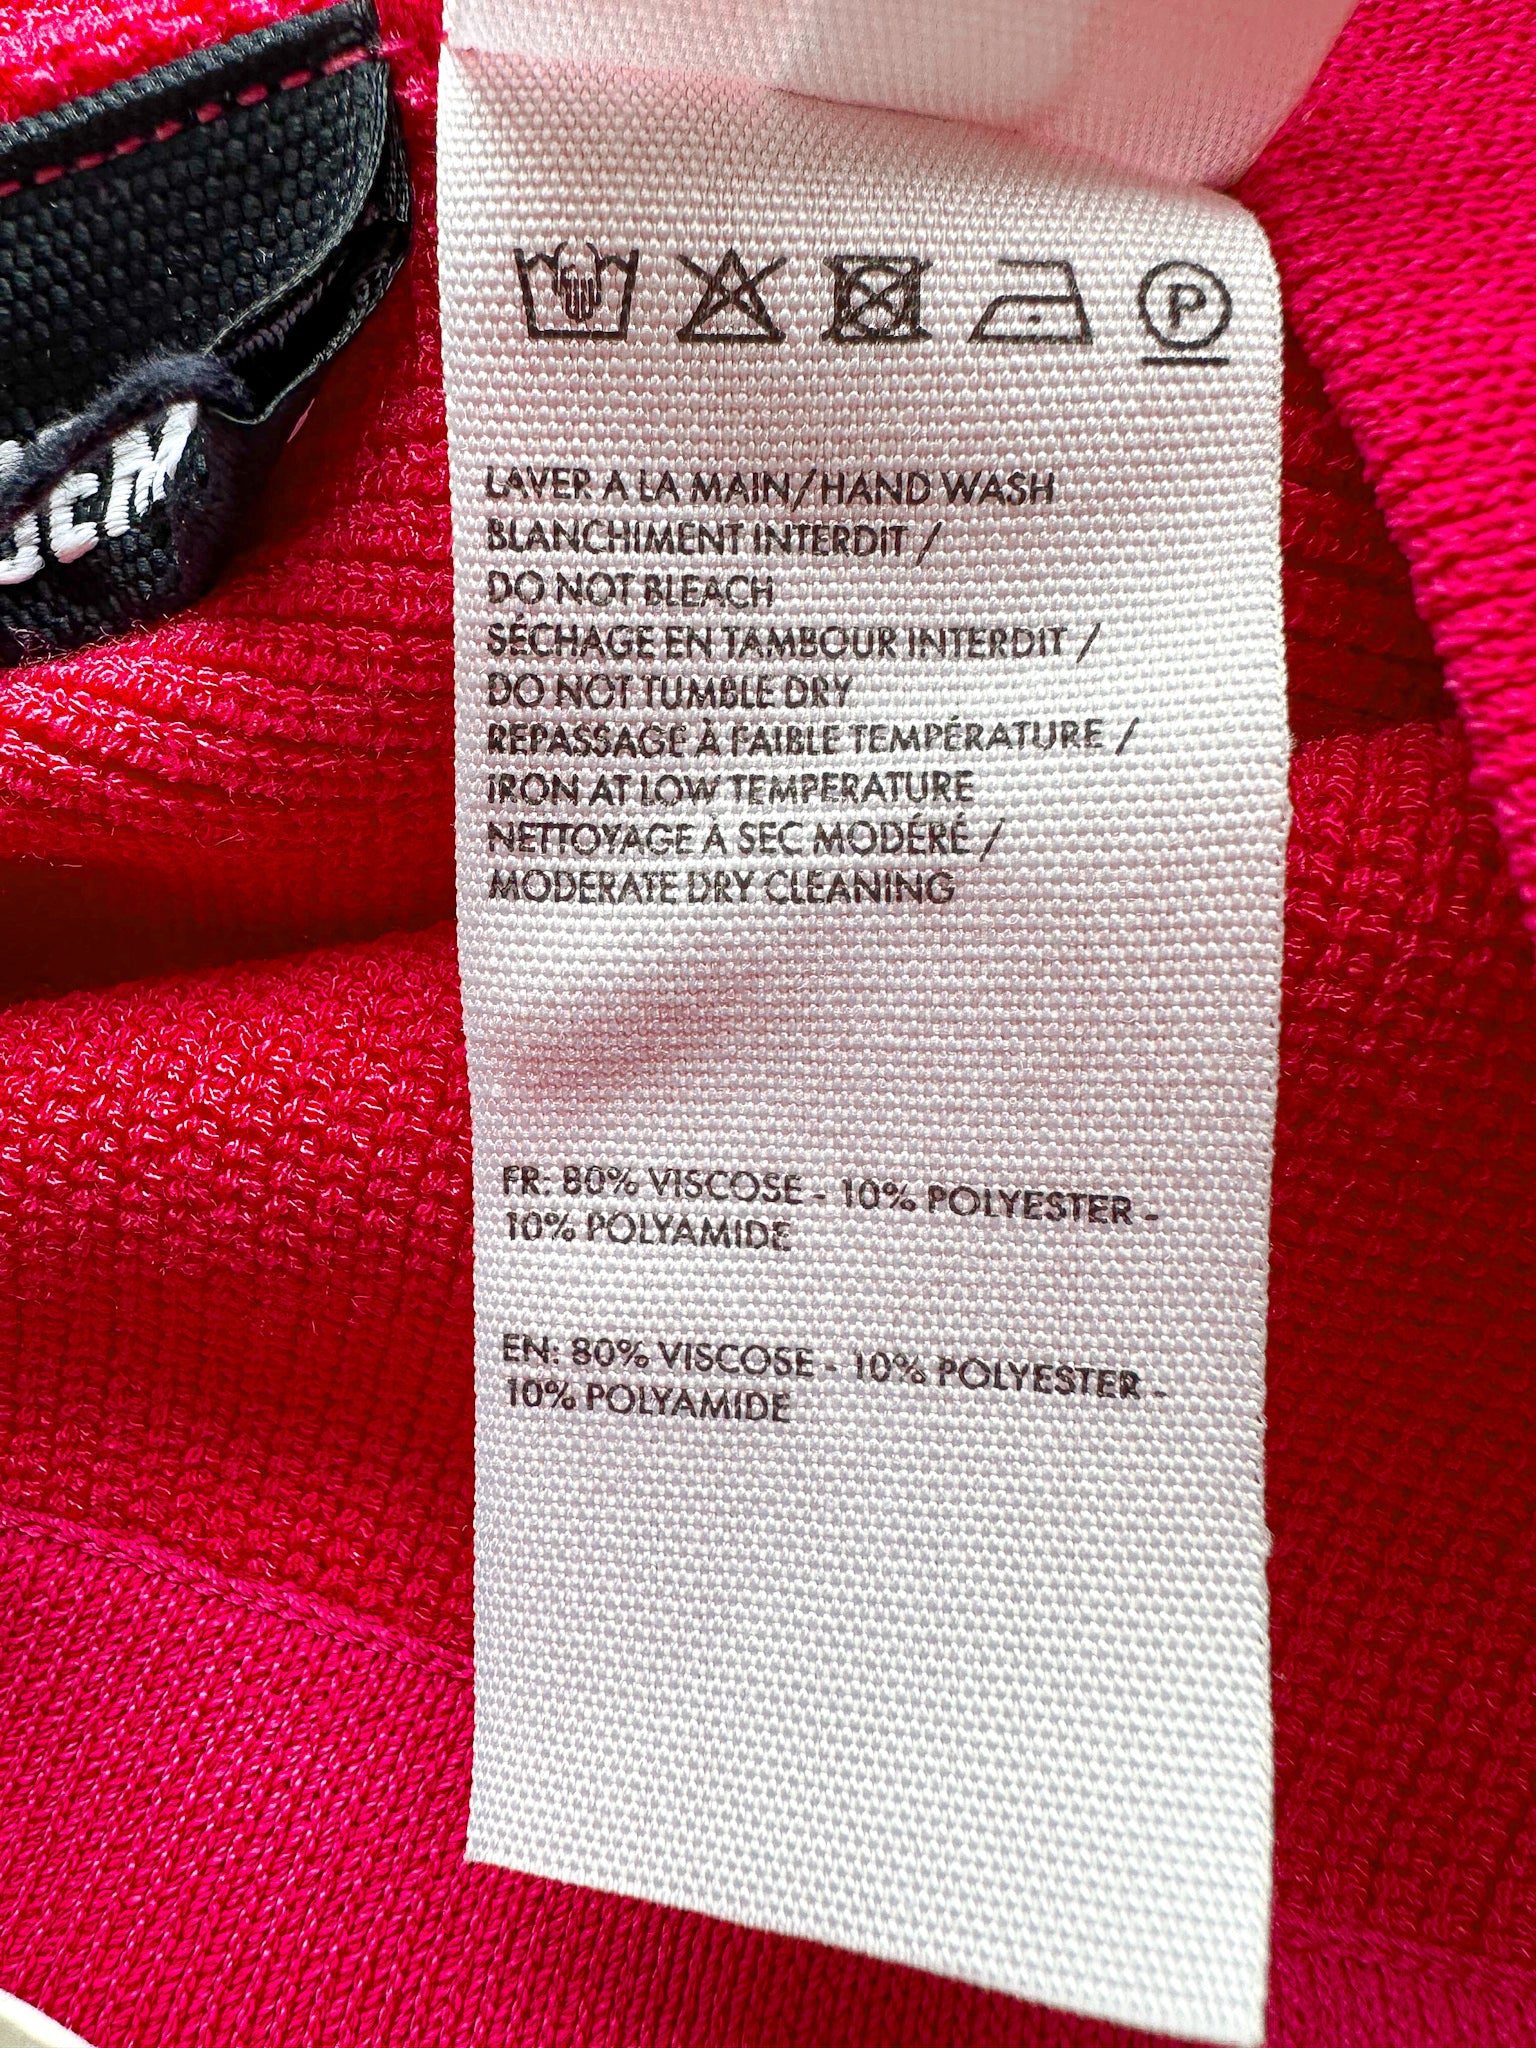 P
LAVER A LA MAIN/HAND WASH
BLANCHIMENT INTERDIT /
DO NOT BLEACH
SÉCHAGE EN TAMBOUR INTERDIT /
DO NOT TUMBLE DRY
REPASSAGE À FAIBLE TEMPÉRATURE /
IRON AT LOW TEMPERATURE
NETTOYAGE À SEC MODÉRÉ /
MODERATE DRY CLEANING
FR: 80% VISCOSE - 10% POLYESTER -
10% POLYAMIDE
EN: 80% VISCOSE - 10% POLYESTER -
10% POLYAMIDE